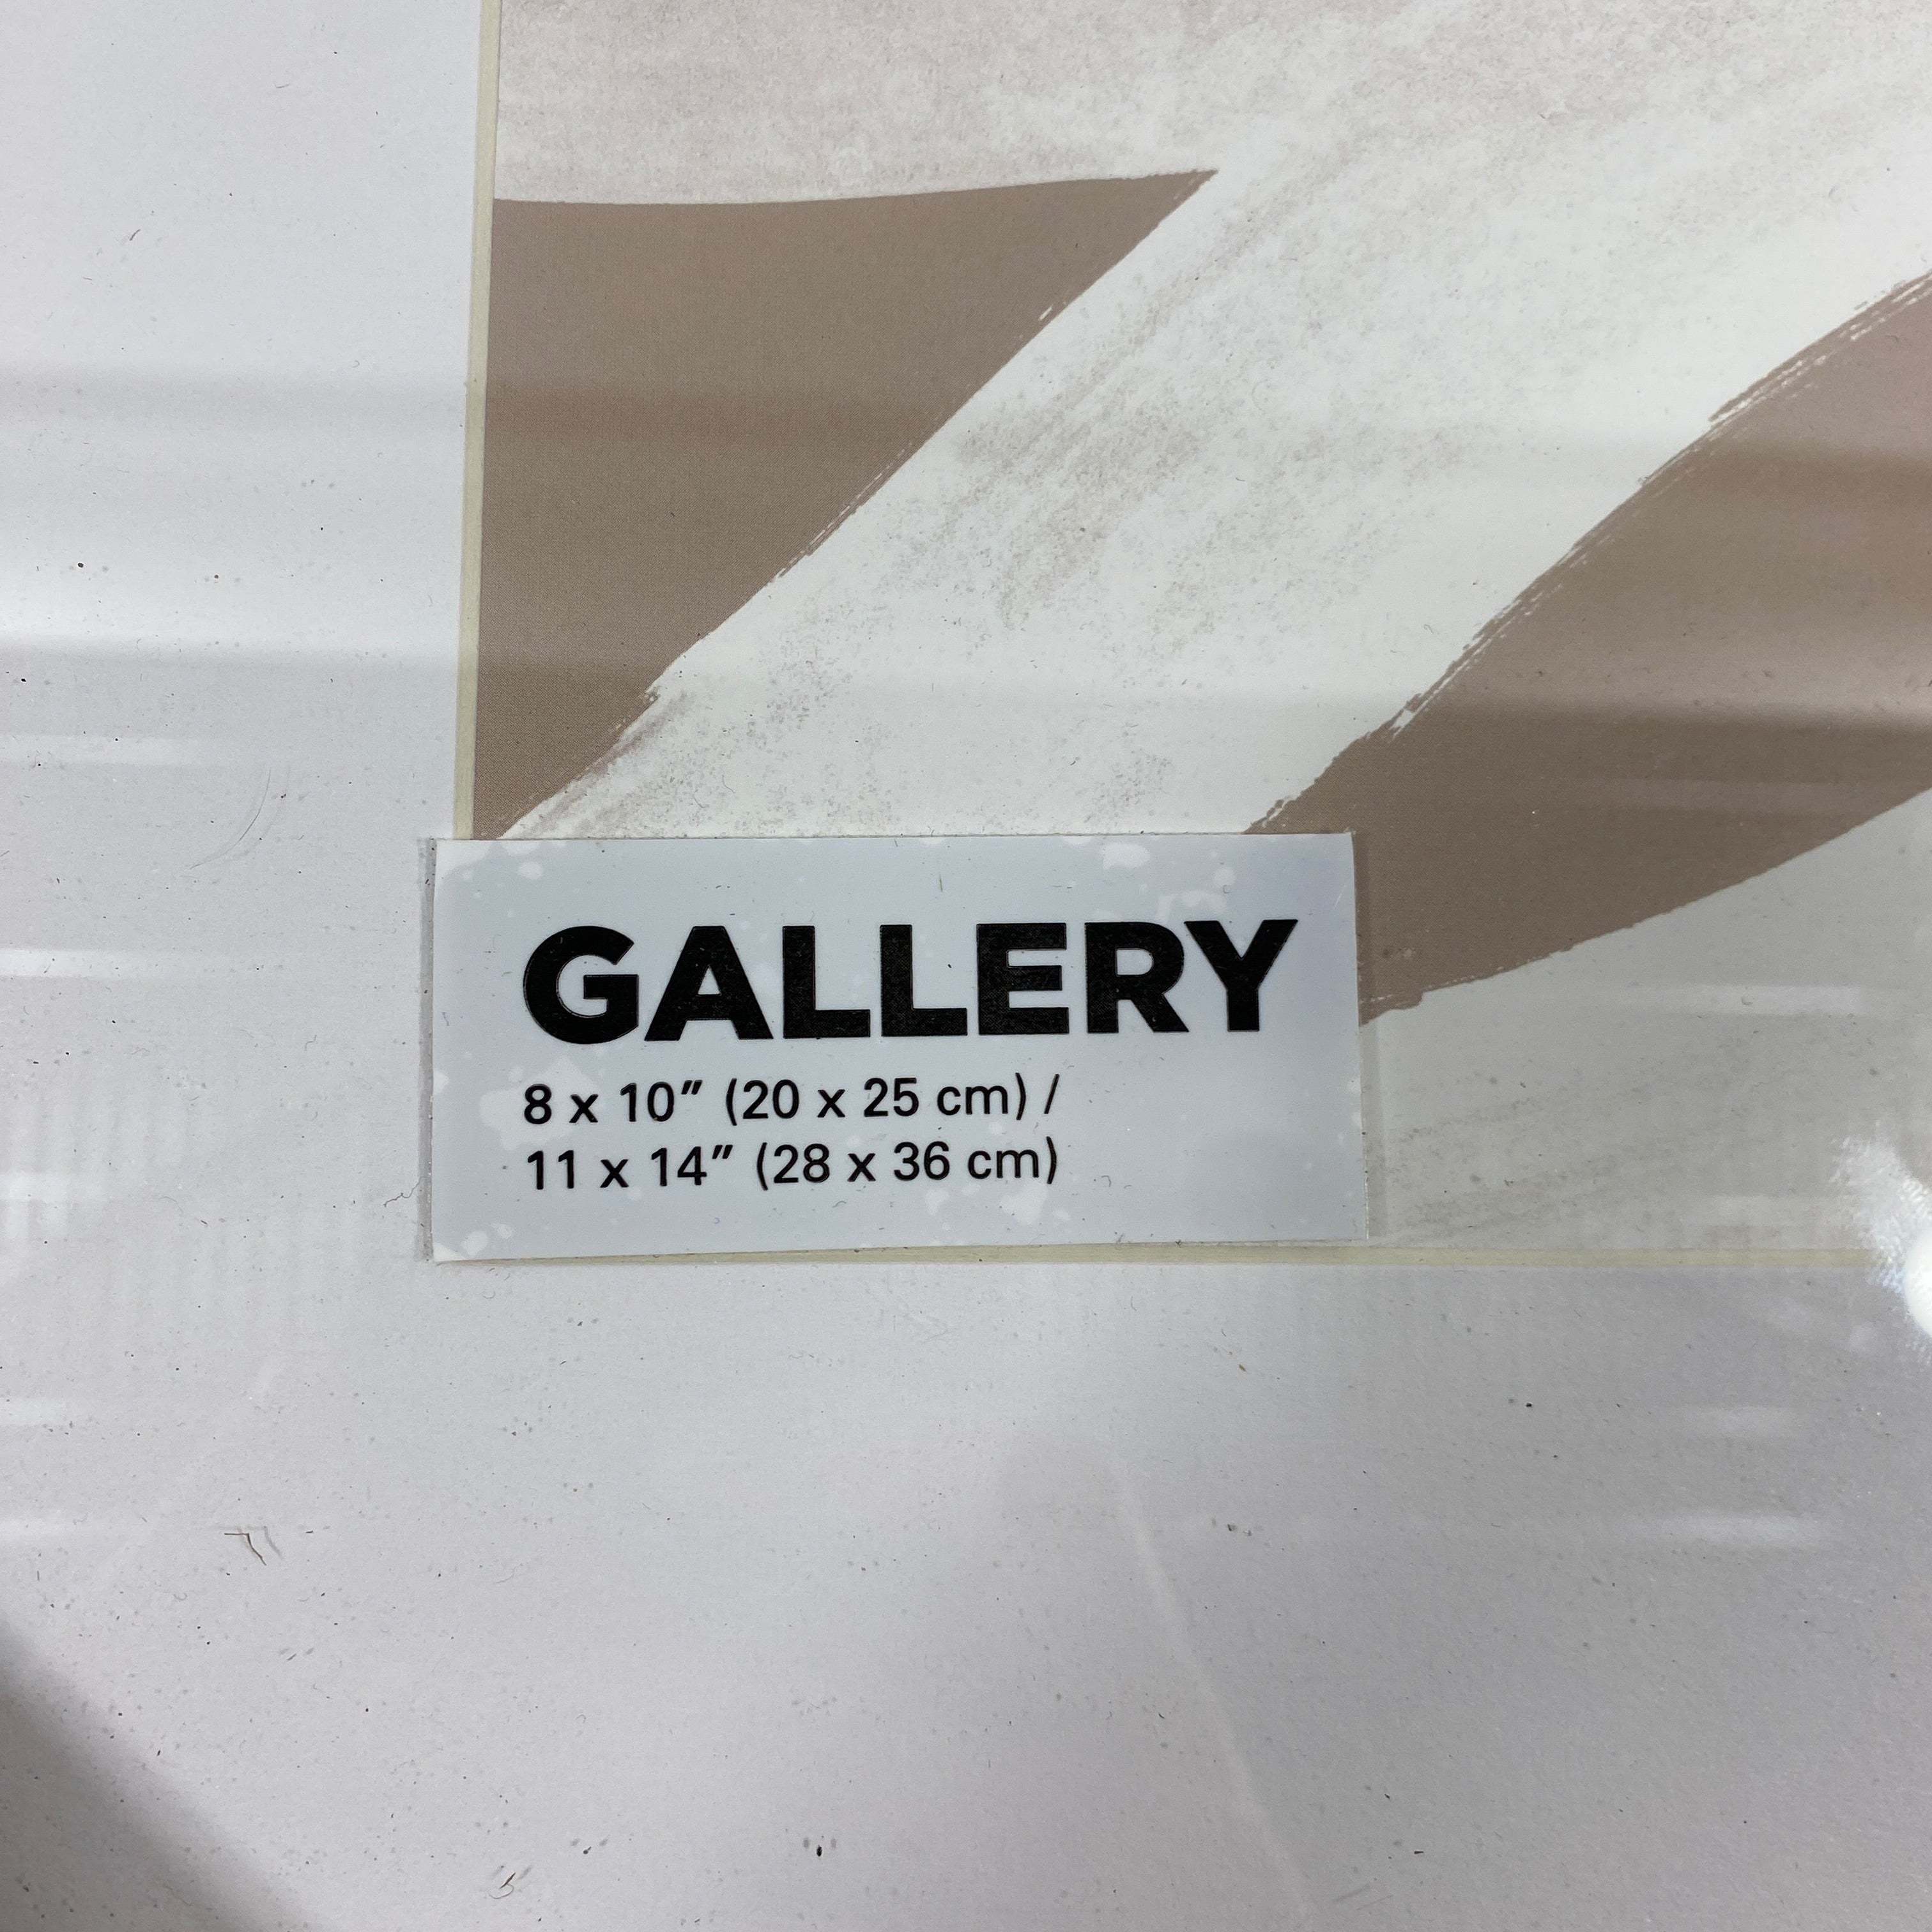 GALLERY
8 x 10” (20 x 25 cm) /
11 x 14” (28 x 36 cm)